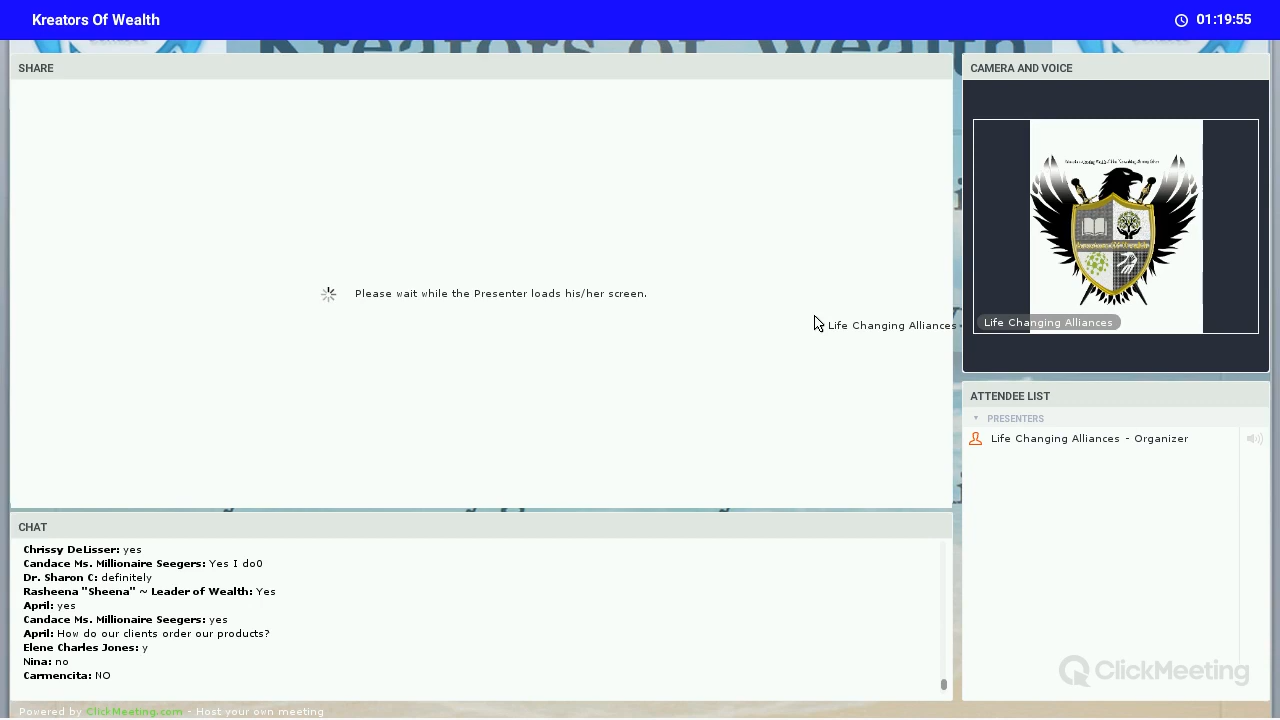 Kreators Of Wealth
01:19:55
Kreators of Wealth
SHARE
CAMERA AND VOICE
Please wait while the Presenter loads his/her screen.
Life Changing Alliances
Life Changing Alliances
ATTENDEE LIST
PRESENTERS
Life Changing Alliances - Organizer
CHAT
Chrissy DeLisser: yes
Candace Ms. Millionaire Seegers: Yes I do0
Dr. Sharon C: definitely
Rasheena "Sheena" ~ Leader of Wealth: Yes
April: yes
Candace Ms. Millionaire Seegers: yes
April: How do our clients order our products?
Elene Charles Jones: y
Nina: no
Carmencita: NO
ClickMeeting
Powered by ClickMeeting.com - Host your own meeting